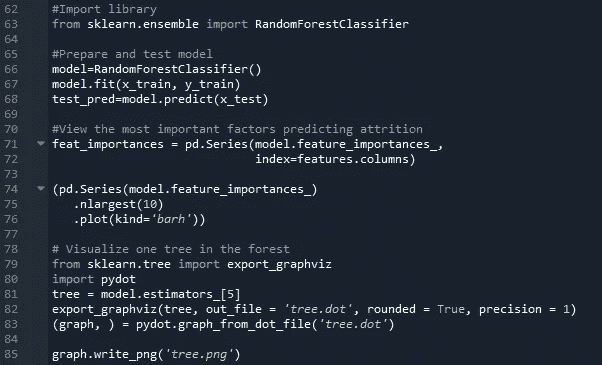 62 #Import library
63 from sklearn.ensemble import RandomForestClassifier
64
65 #Prepare and test model
66 model=RandomForestClassifier()
67 model.fit(x_train, y_train)
68 test_pred=model.predict(x_test)
69
70 #View the most important factors predicting attrition
71 feat_importances = pd.Series(model.feature_importances_,
72 index=features.columns)
73
74 (pd.Series(model.feature_importances_)
75 .nlargest(10)
76 .plot(kind='barh'))
77
78 # Visualize one tree in the forest
79 from sklearn.tree import export_graphviz
80 import pydot
81 tree = model.estimators_[5]
82 export_graphviz(tree, out_file = 'tree.dot', rounded = True, precision = 1)
83 (graph, ) = pydot.graph_from_dot_file('tree.dot')
84
85 graph.write_png('tree.png')